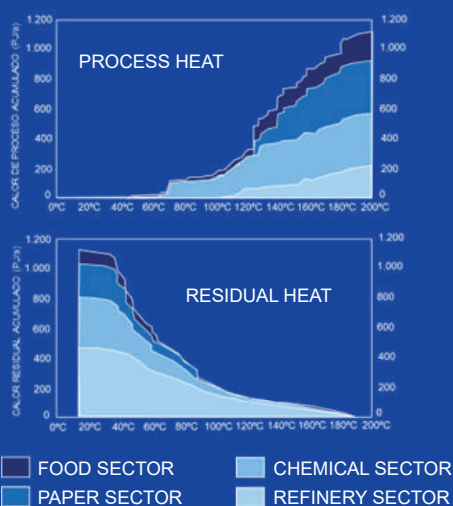 CALOR DE PROCESO ACUMULADO (PJ/a)
PROCESS HEAT
1.200 1.200
1.000 1.000
800 800
600 600
400 400
200 200
0 0
0ºC 20ºC 40ºC 60ºC 80ºC 100ºC 120ºC 140ºC 160ºC 180ºC 200ºC
CALOR RESIDUAL ACUMULADO (PJ/a)
RESIDUAL HEAT
1.200 1.200
1.000 1.000
800 800
600 600
400 400
200 200
0 0
0ºC 20ºC 40ºC 60ºC 80ºC 100ºC 120ºC 140ºC 160ºC 180ºC 200ºC
FOOD SECTOR
CHEMICAL SECTOR
PAPER SECTOR
REFINERY SECTOR